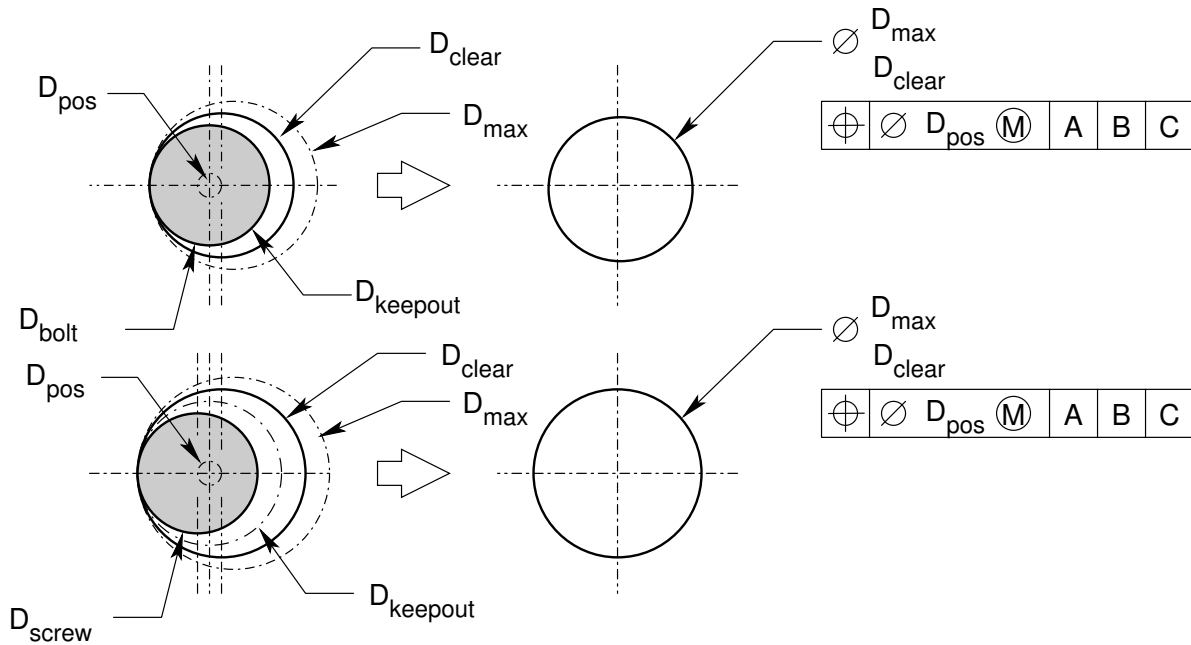 D_clear
D_pos
D_max
D_bolt
D_keepout
⌀ D_max
D_clear
⌖ ⌀ D_pos Ⓜ A B C
D_pos
D_clear
D_max
D_screw
D_keepout
⌀ D_max
D_clear
⌖ ⌀ D_pos Ⓜ A B C